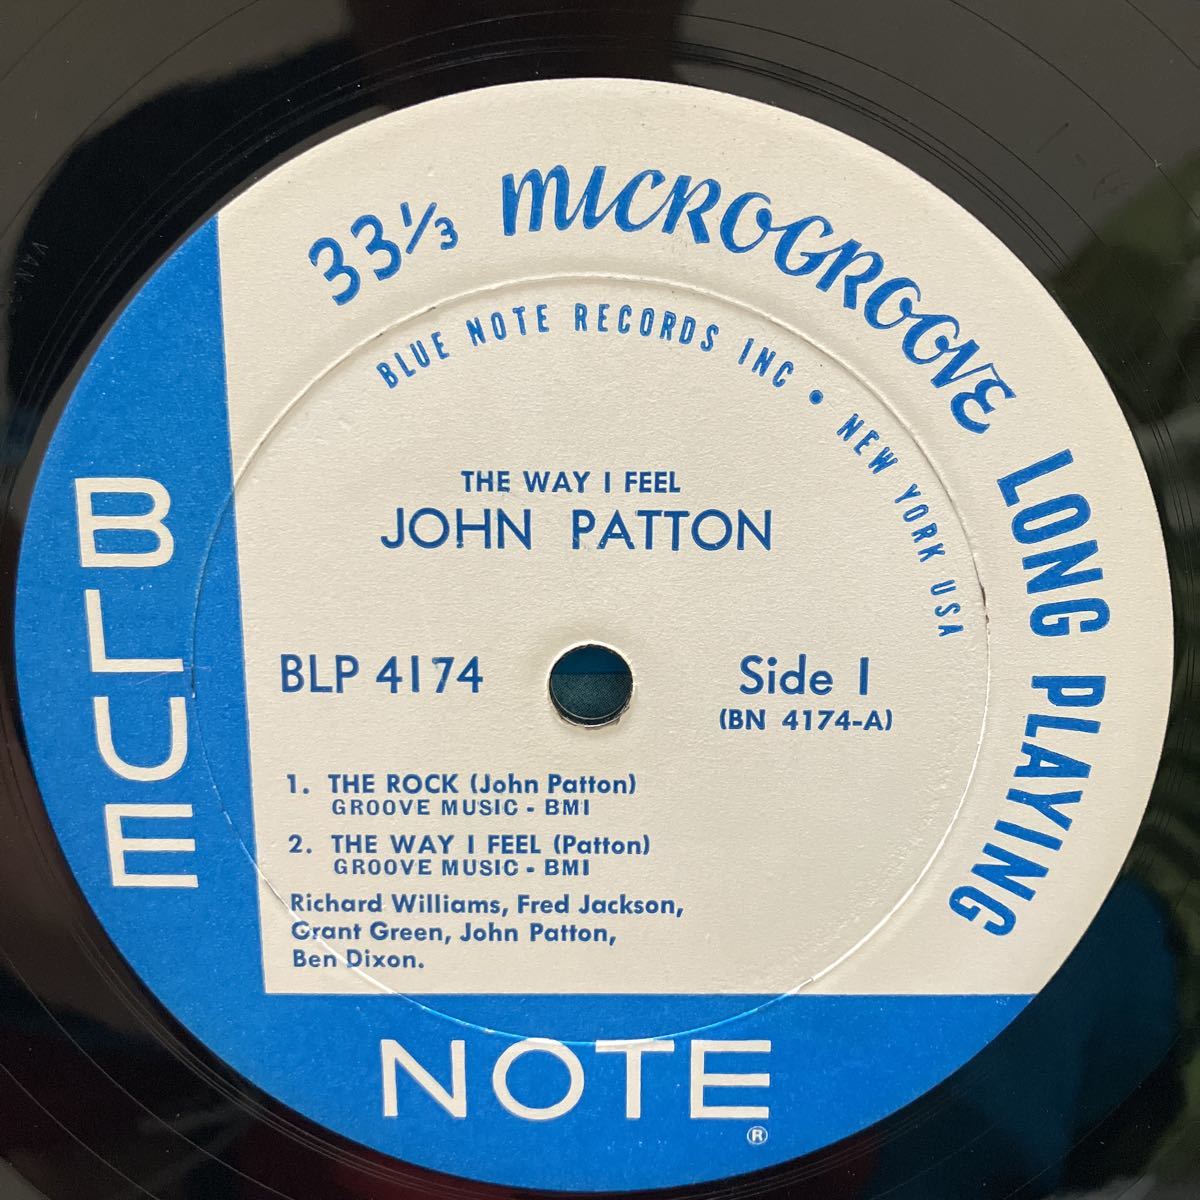 33⅓ MICROGROOVE LONG PLAYING
BLUE NOTE RECORDS INC • NEW YORK USA
THE WAY I FEEL
JOHN PATTON
BLP 4174
Side 1
(BN 4174-A)
1. THE ROCK (John Patton)
GROOVE MUSIC - BMI
2. THE WAY I FEEL (Patton)
GROOVE MUSIC - BMI
Richard Williams, Fred Jackson,
Grant Green, John Patton,
Ben Dixon.
BLUE
NOTE
®